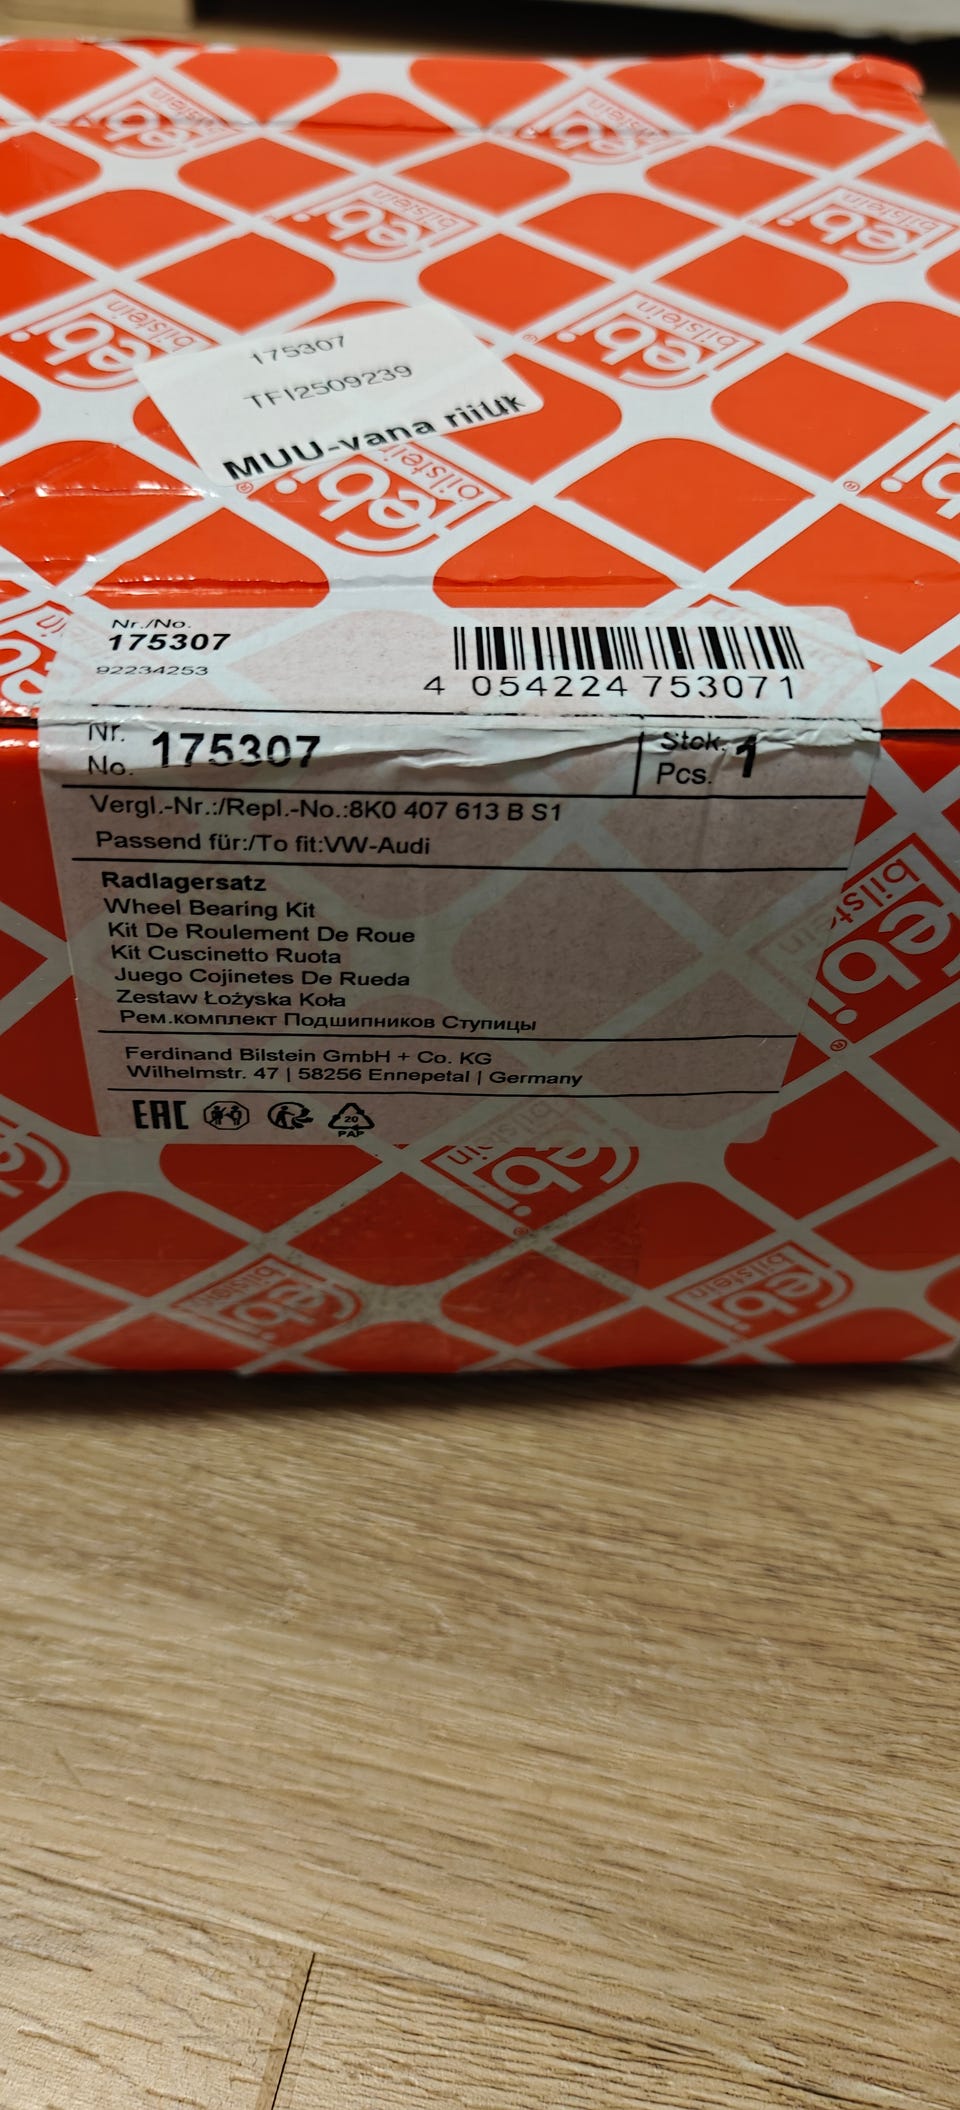 175307
TFI2509239
MUU-vana riiuk
Nr./No.
175307
92234253
4 054224 753071
Nr.
No. 175307
Stck.
Pcs. 1
Vergl.-Nr.:/Repl.-No.:8K0 407 613 B S1
Passend für:/To fit:VW-Audi
Radlagersatz
Wheel Bearing Kit
Kit De Roulement De Roue
Kit Cuscinetto Ruota
Juego Cojinetes De Rueda
Zestaw Łożyska Koła
Рем.комплект Подшипников Ступицы
Ferdinand Bilstein GmbH + Co. KG
Wilhelmstr. 47 | 58256 Ennepetal | Germany
EAC
20
PAP
febi
bilstein